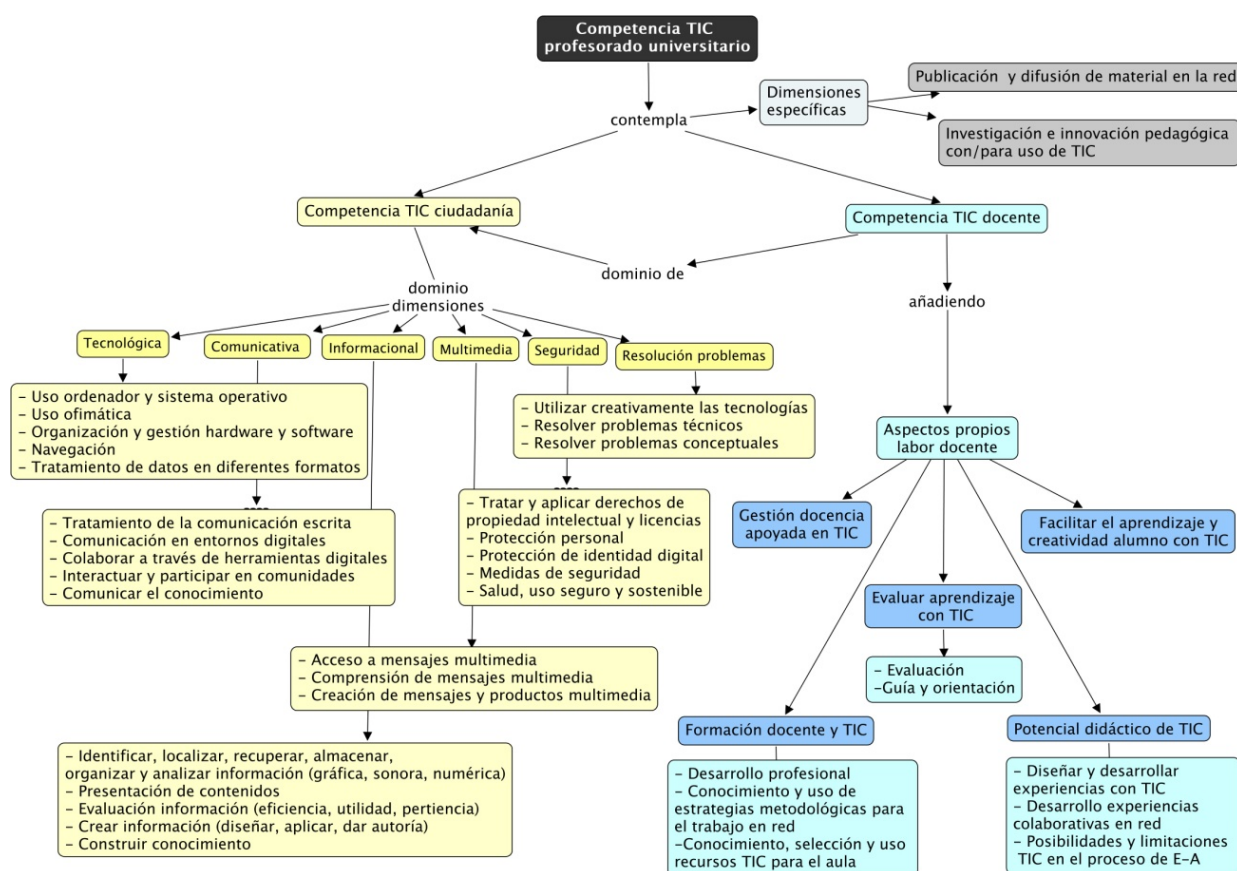 Competencia TIC
profesorado universitario
Publicación y difusión de material en la red
Dimensiones
específicas
contempla
Investigación e innovación pedagógica
con/para uso de TIC
Competencia TIC ciudadanía
Competencia TIC docente
dominio de
dominio
dimensiones
añadiendo
Tecnológica
Comunicativa
Informacional
Multimedia
Seguridad
Resolución problemas
- Uso ordenador y sistema operativo
- Uso ofimática
- Organización y gestión hardware y software
- Navegación
- Tratamiento de datos en diferentes formatos
- Utilizar creativamente las tecnologías
- Resolver problemas técnicos
- Resolver problemas conceptuales
Aspectos propios
labor docente
- Tratamiento de la comunicación escrita
- Comunicación en entornos digitales
- Colaborar a través de herramientas digitales
- Interactuar y participar en comunidades
- Comunicar el conocimiento
- Tratar y aplicar derechos de
propiedad intelectual y licencias
- Protección personal
- Protección de identidad digital
- Medidas de seguridad
- Salud, uso seguro y sostenible
Gestión docencia
apoyada en TIC
Facilitar el aprendizaje y
creatividad alumno con TIC
Evaluar aprendizaje
con TIC
- Evaluación
-Guía y orientación
- Acceso a mensajes multimedia
- Comprensión de mensajes multimedia
- Creación de mensajes y productos multimedia
Formación docente y TIC
Potencial didáctico de TIC
- Identificar, localizar, recuperar, almacenar,
organizar y analizar información (gráfica, sonora, numérica)
- Presentación de contenidos
- Evaluación información (eficiencia, utilidad, pertiencia)
- Crear información (diseñar, aplicar, dar autoría)
- Construir conocimiento
- Desarrollo profesional
- Conocimiento y uso de
estrategias metodológicas para
el trabajo en red
-Conocimiento, selección y uso
recursos TIC para el aula
- Diseñar y desarrollar
experiencias con TIC
- Desarrollo experiencias
colaborativas en red
- Posibilidades y limitaciones
TIC en el proceso de E-A